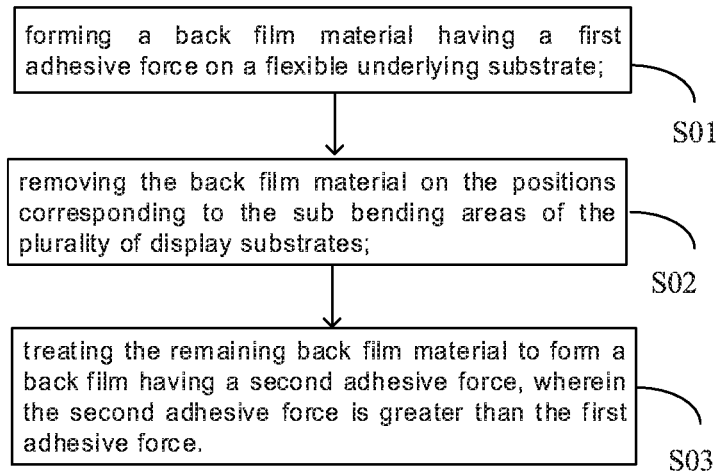 forming a back film material having a first
adhesive force on a flexible underlying substrate;
S01
removing the back film material on the positions
corresponding to the sub bending areas of the
plurality of display substrates;
S02
treating the remaining back film material to form a
back film having a second adhesive force, wherein
the second adhesive force is greater than the first
adhesive force.
S03